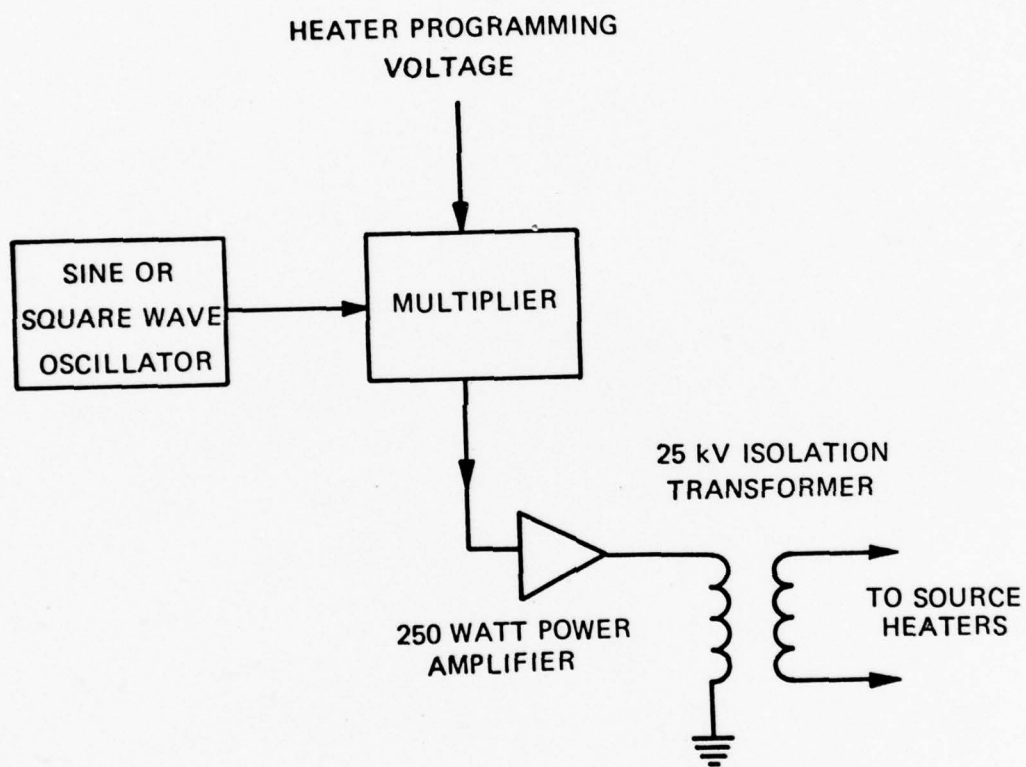 HEATER PROGRAMMING
VOLTAGE
SINE OR
SQUARE WAVE
OSCILLATOR
MULTIPLIER
25 kV ISOLATION
TRANSFORMER
250 WATT POWER
AMPLIFIER
TO SOURCE
HEATERS